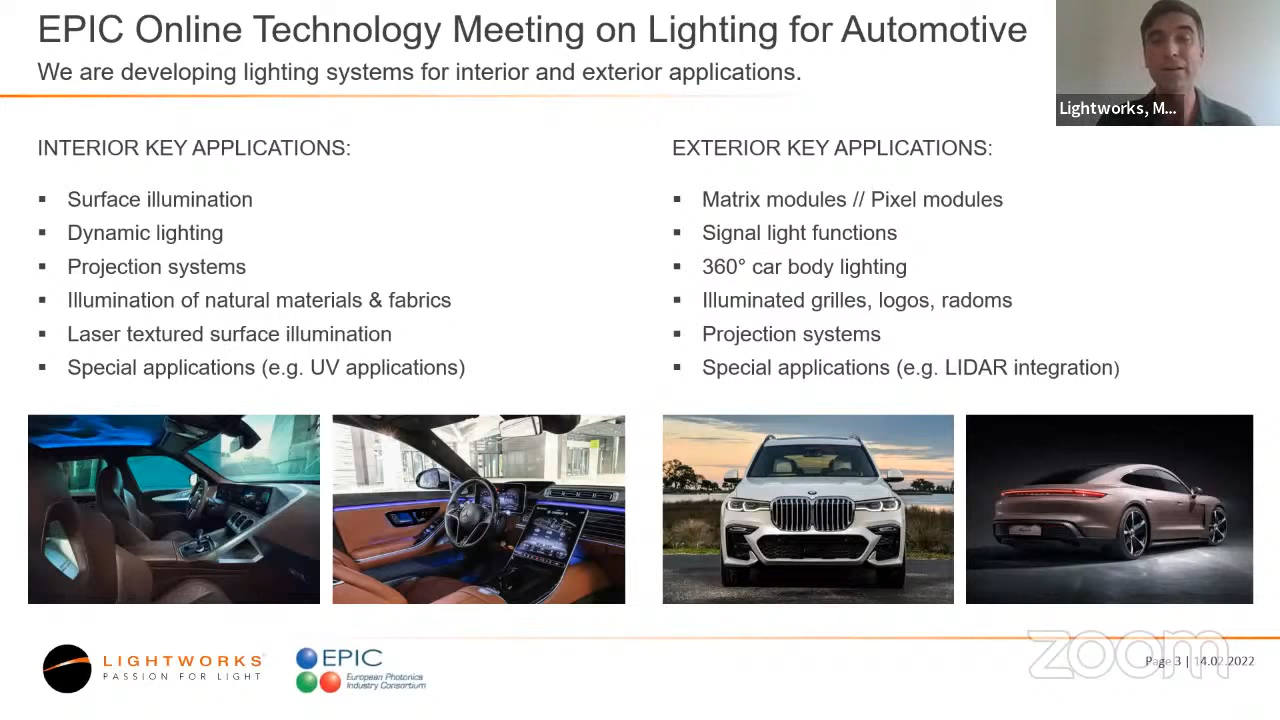 EPIC Online Technology Meeting on Lighting for Automotive
We are developing lighting systems for interior and exterior applications.
Lightworks, M...
INTERIOR KEY APPLICATIONS:
▪ Surface illumination
▪ Dynamic lighting
▪ Projection systems
▪ Illumination of natural materials & fabrics
▪ Laser textured surface illumination
▪ Special applications (e.g. UV applications)
EXTERIOR KEY APPLICATIONS:
▪ Matrix modules // Pixel modules
▪ Signal light functions
▪ 360° car body lighting
▪ Illuminated grilles, logos, radoms
▪ Projection systems
▪ Special applications (e.g. LIDAR integration)
LIGHTWORKS
PASSION FOR LIGHT
EPIC
European Photonics
Industry Consortium
zoom
Page 3 | 14.02.2022